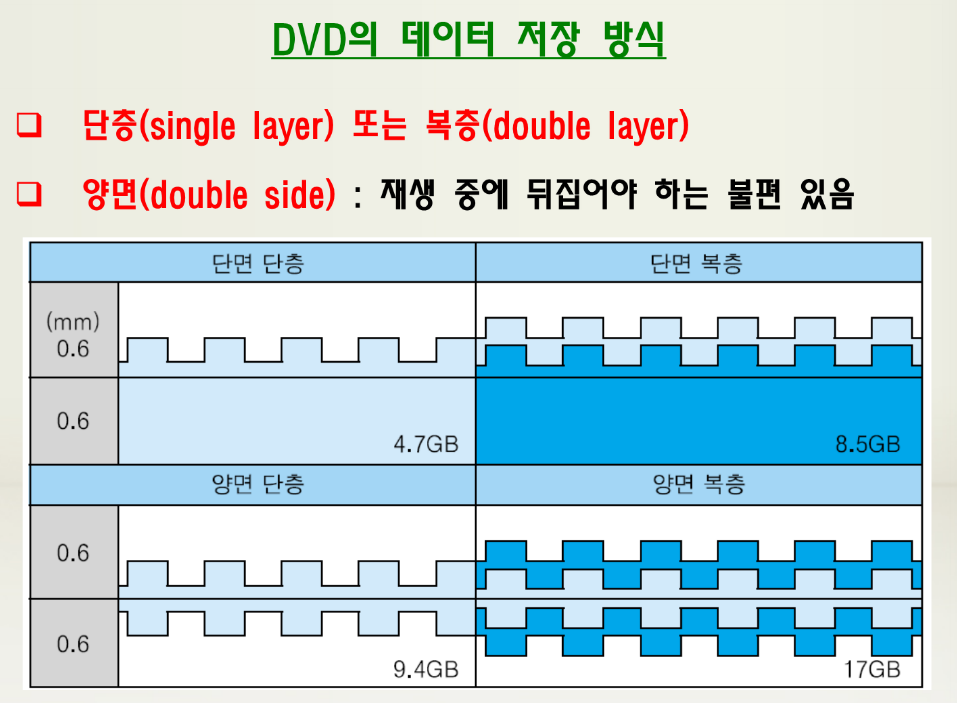 DVD의 데이터 저장 방식
단층(single layer) 또는 복층(double layer)
양면(double side) : 재생 중에 뒤집어야 하는 불편 있음
단면 단층
단면 복층
(mm)
0.6
0.6
4.7GB
8.5GB
양면 단층
양면 복층
0.6
0.6
9.4GB
17GB